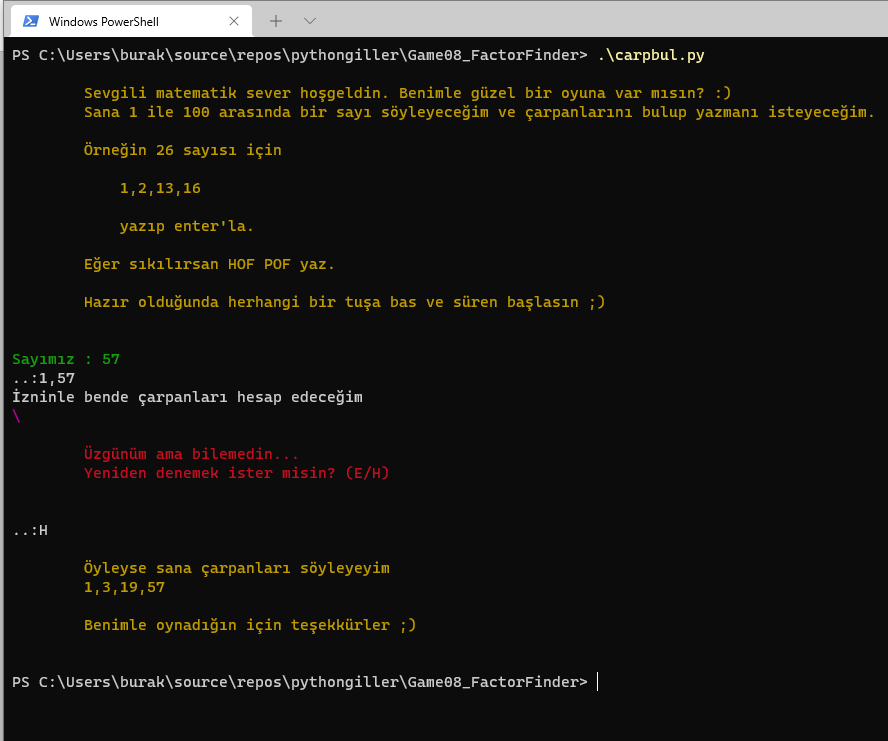 Windows PowerShell
PS C:\Users\burak\source\repos\pythongiller\Game08_FactorFinder> .\carpbul.py
Sevgili matematik sever hoşgeldin. Benimle güzel bir oyuna var mısın? :)
Sana 1 ile 100 arasında bir sayı söyleyeceğim ve çarpanlarını bulup yazmanı isteyeceğim.
Örneğin 26 sayısı için
1,2,13,16
yazıp enter'la.
Eğer sıkılırsan HOF POF yaz.
Hazır olduğunda herhangi bir tuşa bas ve süren başlasın ;)
Sayımız : 57
..:1,57
İzninle bende çarpanları hesap edeceğim
\
Üzgünüm ama bilemedin...
Yeniden denemek ister misin? (E/H)
..:H
Öyleyse sana çarpanları söyleyeyim
1,3,19,57
Benimle oynadığın için teşekkürler ;)
PS C:\Users\burak\source\repos\pythongiller\Game08_FactorFinder>